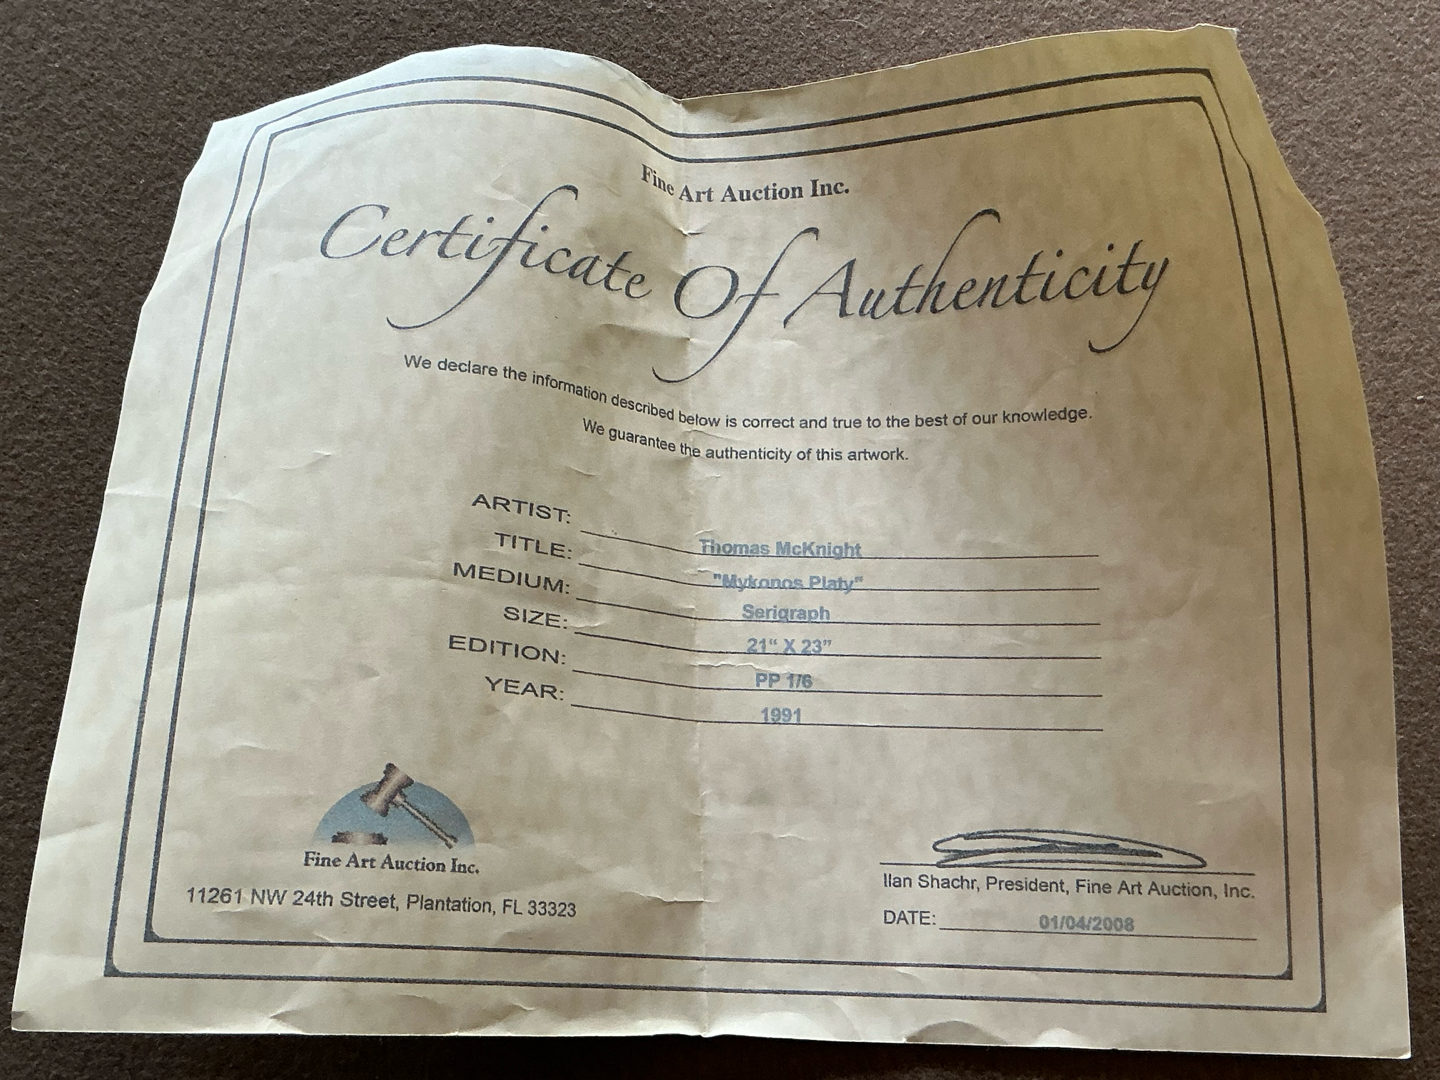 Fine Art Auction Inc.
Certificate Of Authenticity
We declare the information described below is correct and true to the best of our knowledge.
We guarantee the authenticity of this artwork.
ARTIST: Thomas McKnight
TITLE: "Mykonos Platy"
MEDIUM: Serigraph
SIZE: 21“ X 23”
EDITION: PP 1/6
YEAR: 1991
Fine Art Auction Inc.
11261 NW 24th Street, Plantation, FL 33323
Ilan Shachr, President, Fine Art Auction, Inc.
DATE: 01/04/2008